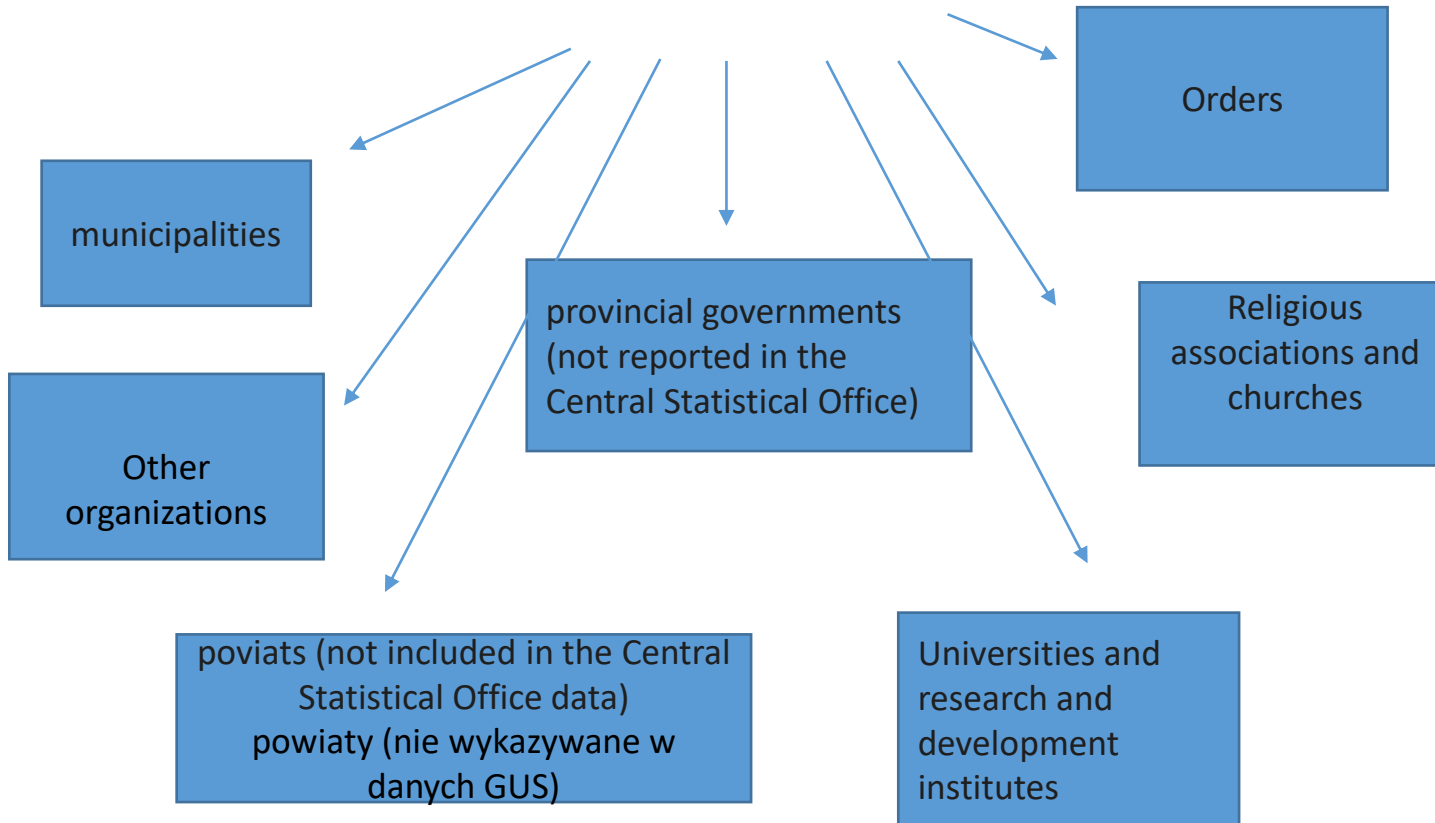 Orders
municipalities
provincial governments
(not reported in the
Central Statistical Office)
Religious
associations and
churches
Other
organizations
poviats (not included in the Central
Statistical Office data)
powiaty (nie wykazywane w
danych GUS)
Universities and
research and
development
institutes